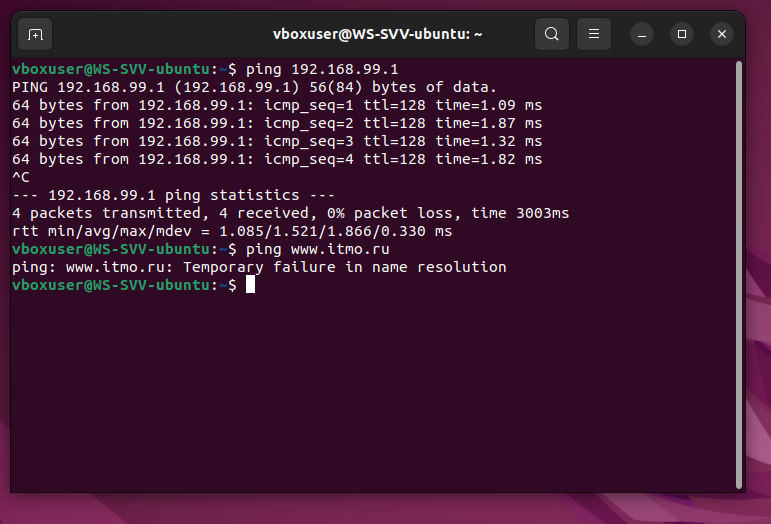 vboxuser@WS-SVV-ubuntu: ~
vboxuser@WS-SVV-ubuntu:~$ ping 192.168.99.1
PING 192.168.99.1 (192.168.99.1) 56(84) bytes of data.
64 bytes from 192.168.99.1: icmp_seq=1 ttl=128 time=1.09 ms
64 bytes from 192.168.99.1: icmp_seq=2 ttl=128 time=1.87 ms
64 bytes from 192.168.99.1: icmp_seq=3 ttl=128 time=1.32 ms
64 bytes from 192.168.99.1: icmp_seq=4 ttl=128 time=1.82 ms
^C
--- 192.168.99.1 ping statistics ---
4 packets transmitted, 4 received, 0% packet loss, time 3003ms
rtt min/avg/max/mdev = 1.085/1.521/1.866/0.330 ms
vboxuser@WS-SVV-ubuntu:~$ ping www.itmo.ru
ping: www.itmo.ru: Temporary failure in name resolution
vboxuser@WS-SVV-ubuntu:~$